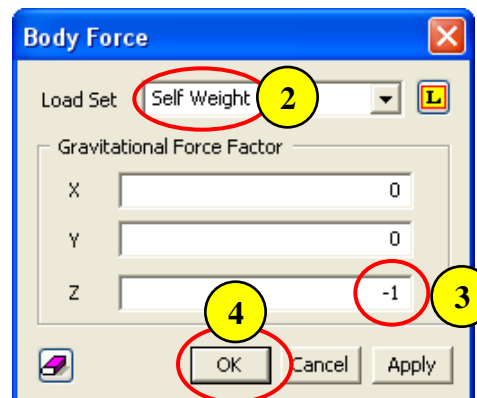 Body Force
Load Set Self Weight 2 L
Gravitational Force Factor
X 0
Y 0
Z -1 3
4
OK Cancel Apply